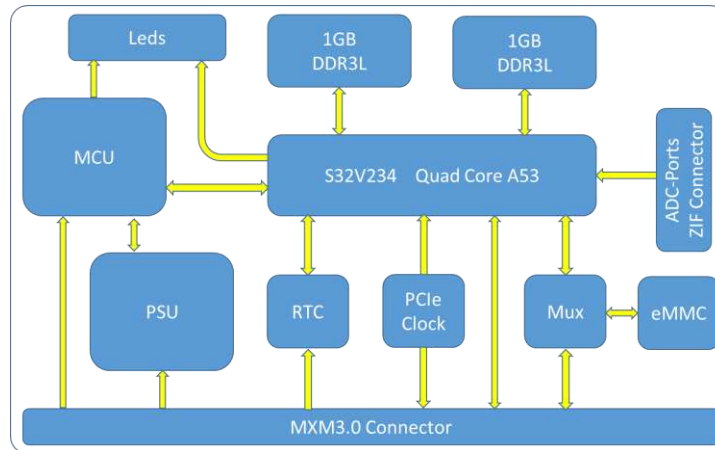 Leds
1GB
DDR3L
1GB
DDR3L
MCU
S32V234 Quad Core A53
ADC-Ports
ZIF Connector
PSU
RTC
PCIe
Clock
Mux
eMMC
MXM3.0 Connector